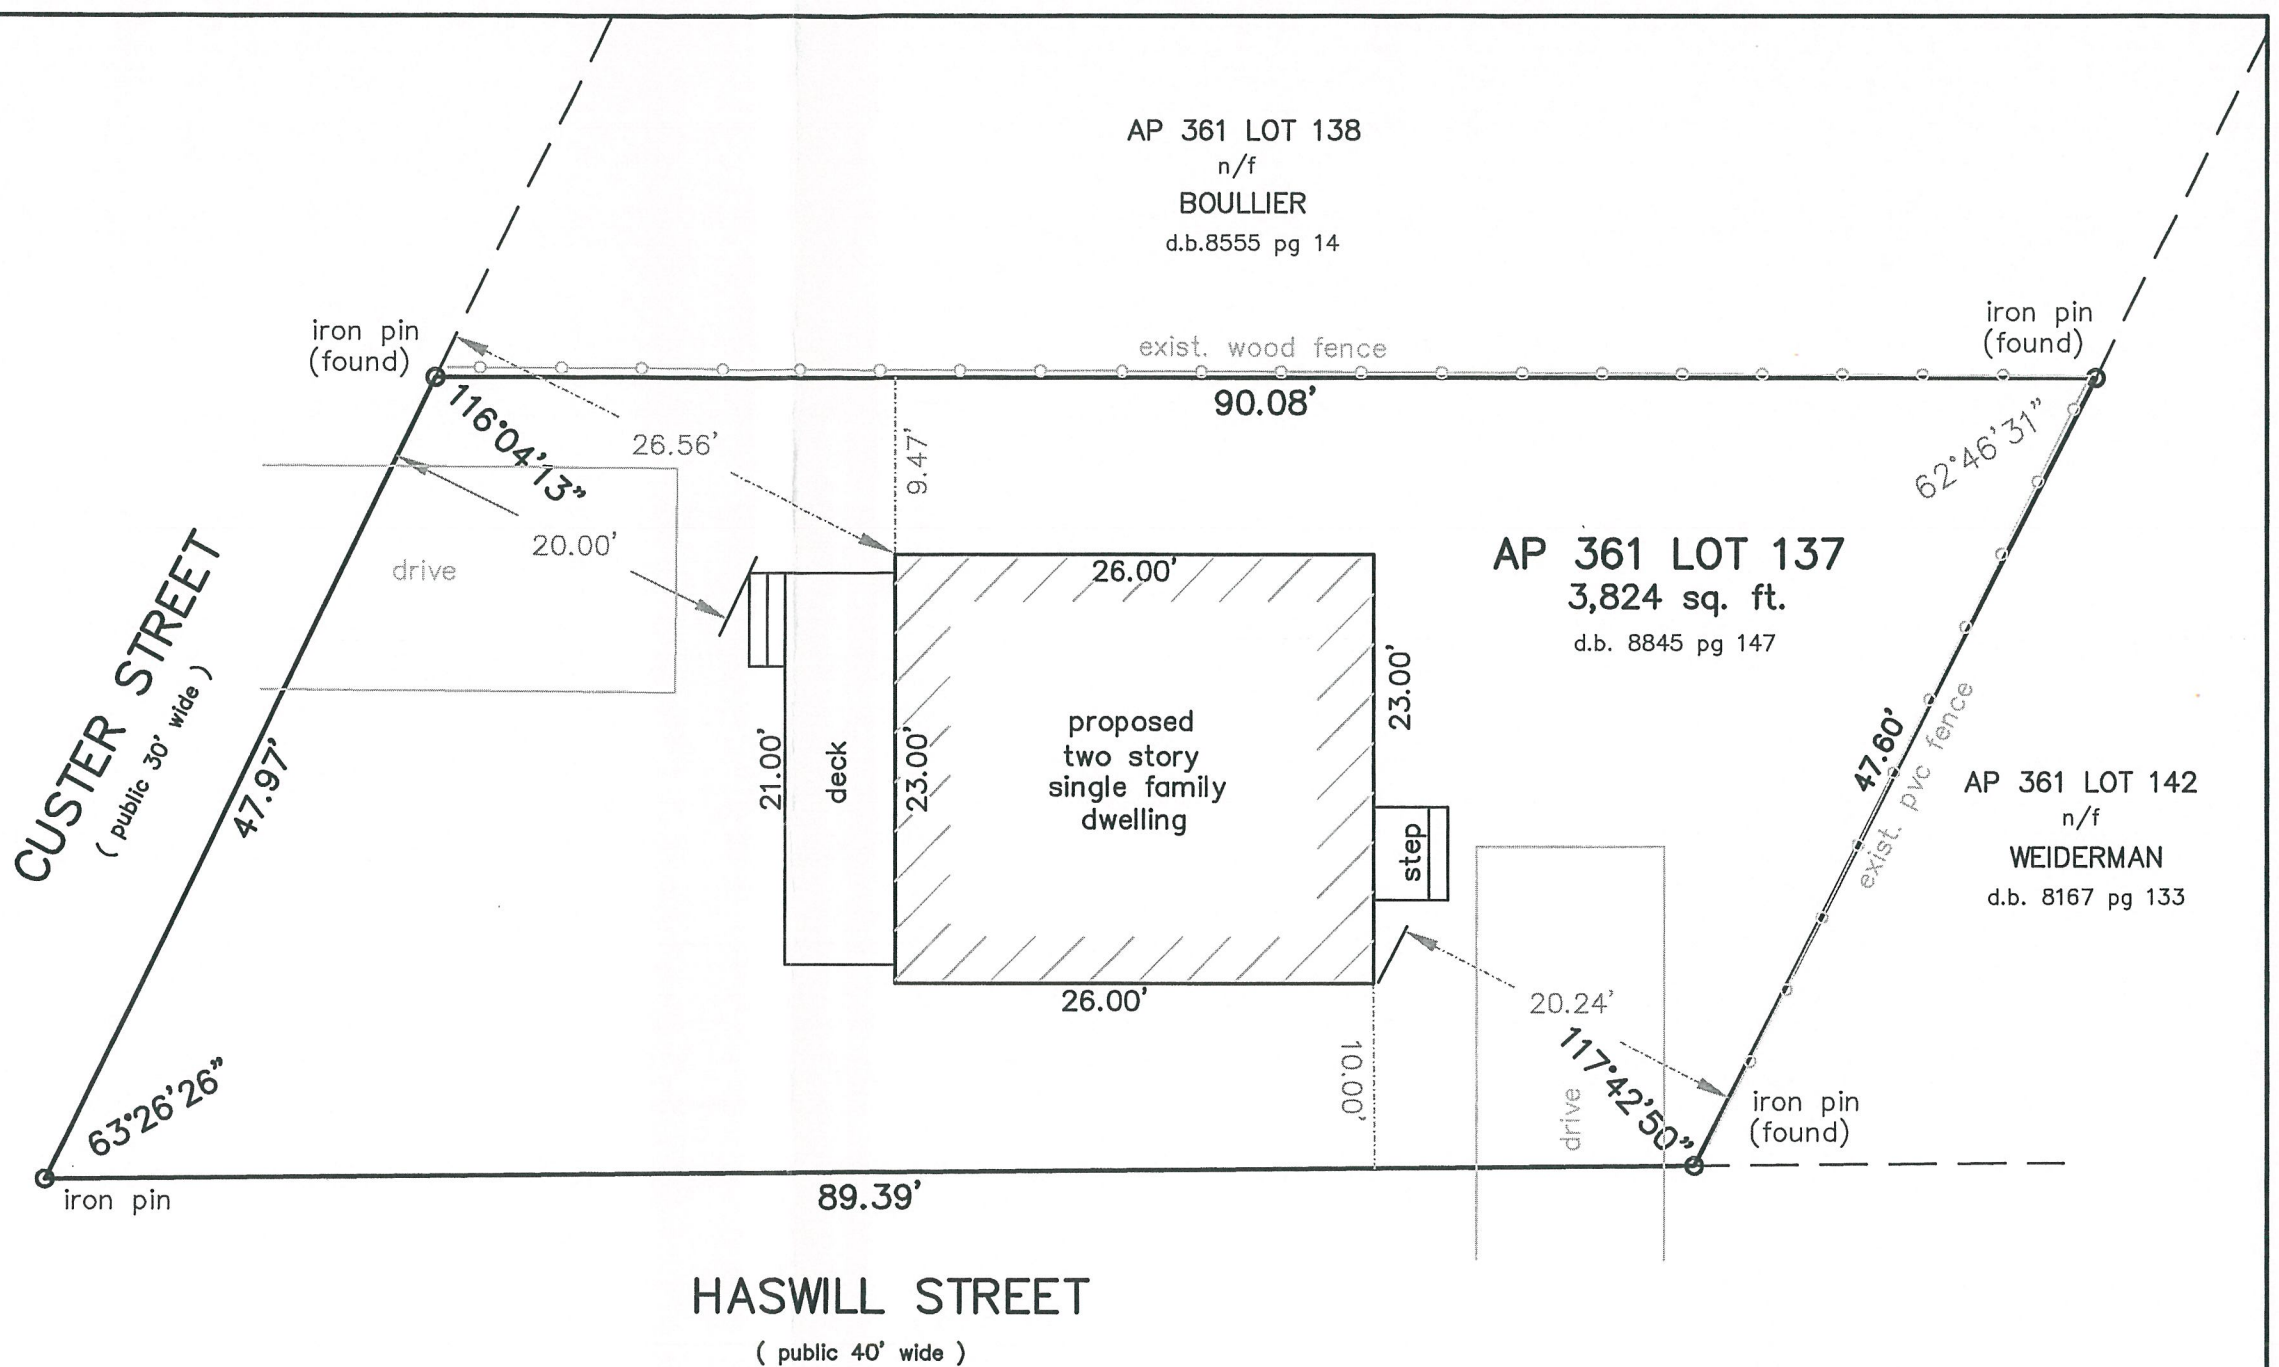 AP 361 LOT 138
n/f
BOULLIER
d.b.8555 pg 14
iron pin
(found)
iron pin
(found)
exist. wood fence
90.08'
116°04'13"
26.56'
9.47'
62°46'31"
20.00'
drive
26.00'
AP 361 LOT 137
3,824 sq. ft.
d.b. 8845 pg 147
CUSTER STREET
( public 30' wide )
47.97'
21.00'
deck
23.00'
proposed
two story
single family
dwelling
23.00'
step
47.60'
exist. pvc fence
AP 361 LOT 142
n/f
WEIDERMAN
d.b. 8167 pg 133
26.00'
20.24'
10.00'
117°42'50"
drive
iron pin
(found)
63°26'26"
iron pin
89.39'
HASWILL STREET
( public 40' wide )